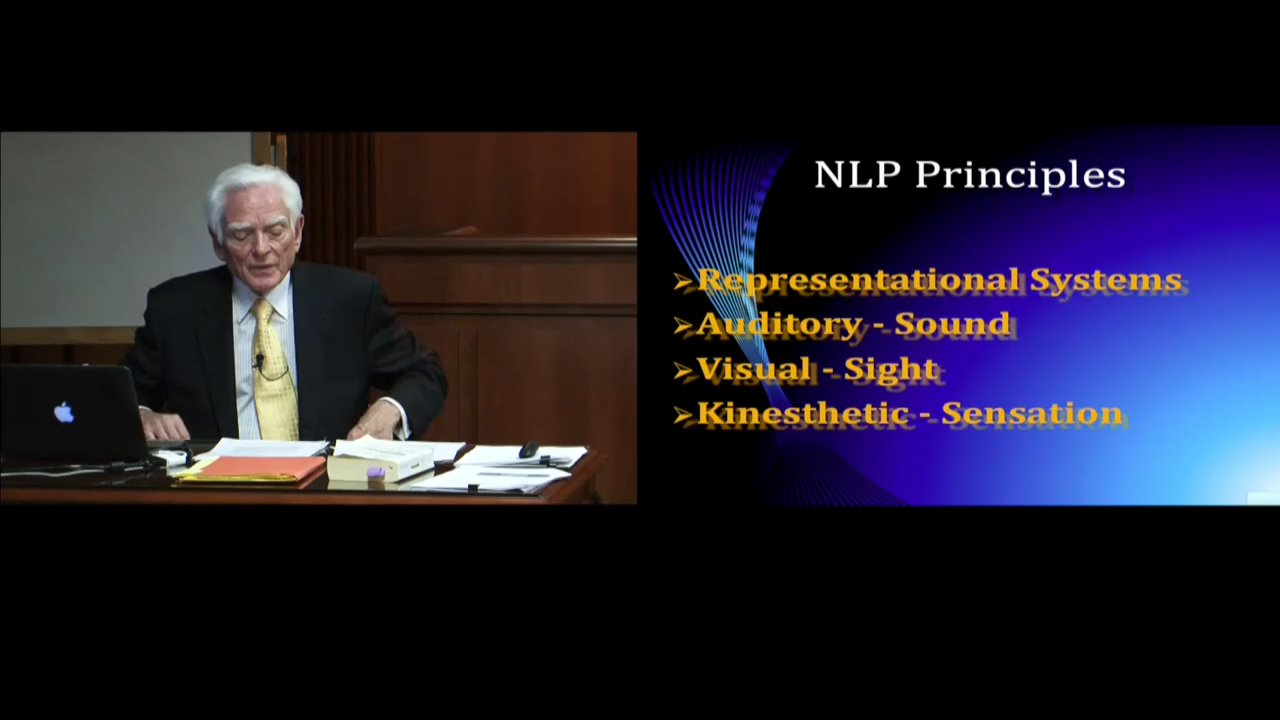 NLP Principles
➢Representational Systems
➢Auditory - Sound
➢Visual - Sight
➢Kinesthetic - Sensation